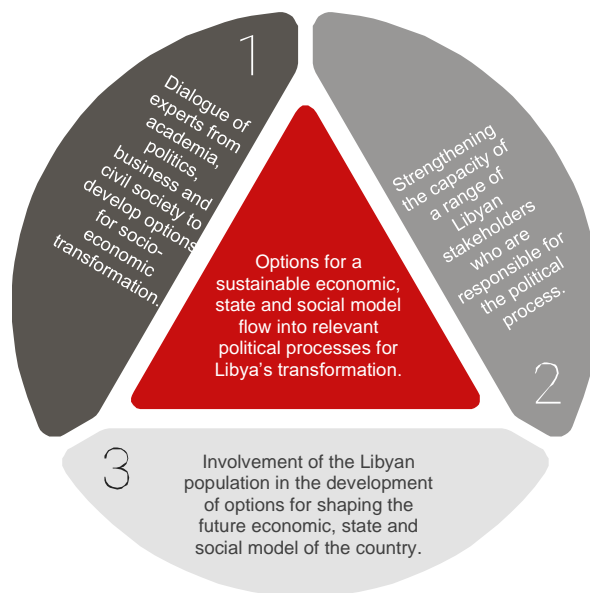 1
Dialogue of
experts from
academia,
politics,
business and
civil society to
develop options
for socio-
economic
transformation.
Strengthening
the capacity of
a range of
Libyan
stakeholders
who are
responsible for
the political
process.
2
Options for a
sustainable economic,
state and social model
flow into relevant
political processes for
Libya's transformation.
3
Involvement of the Libyan
population in the development
of options for shaping the
future economic, state and
social model of the country.